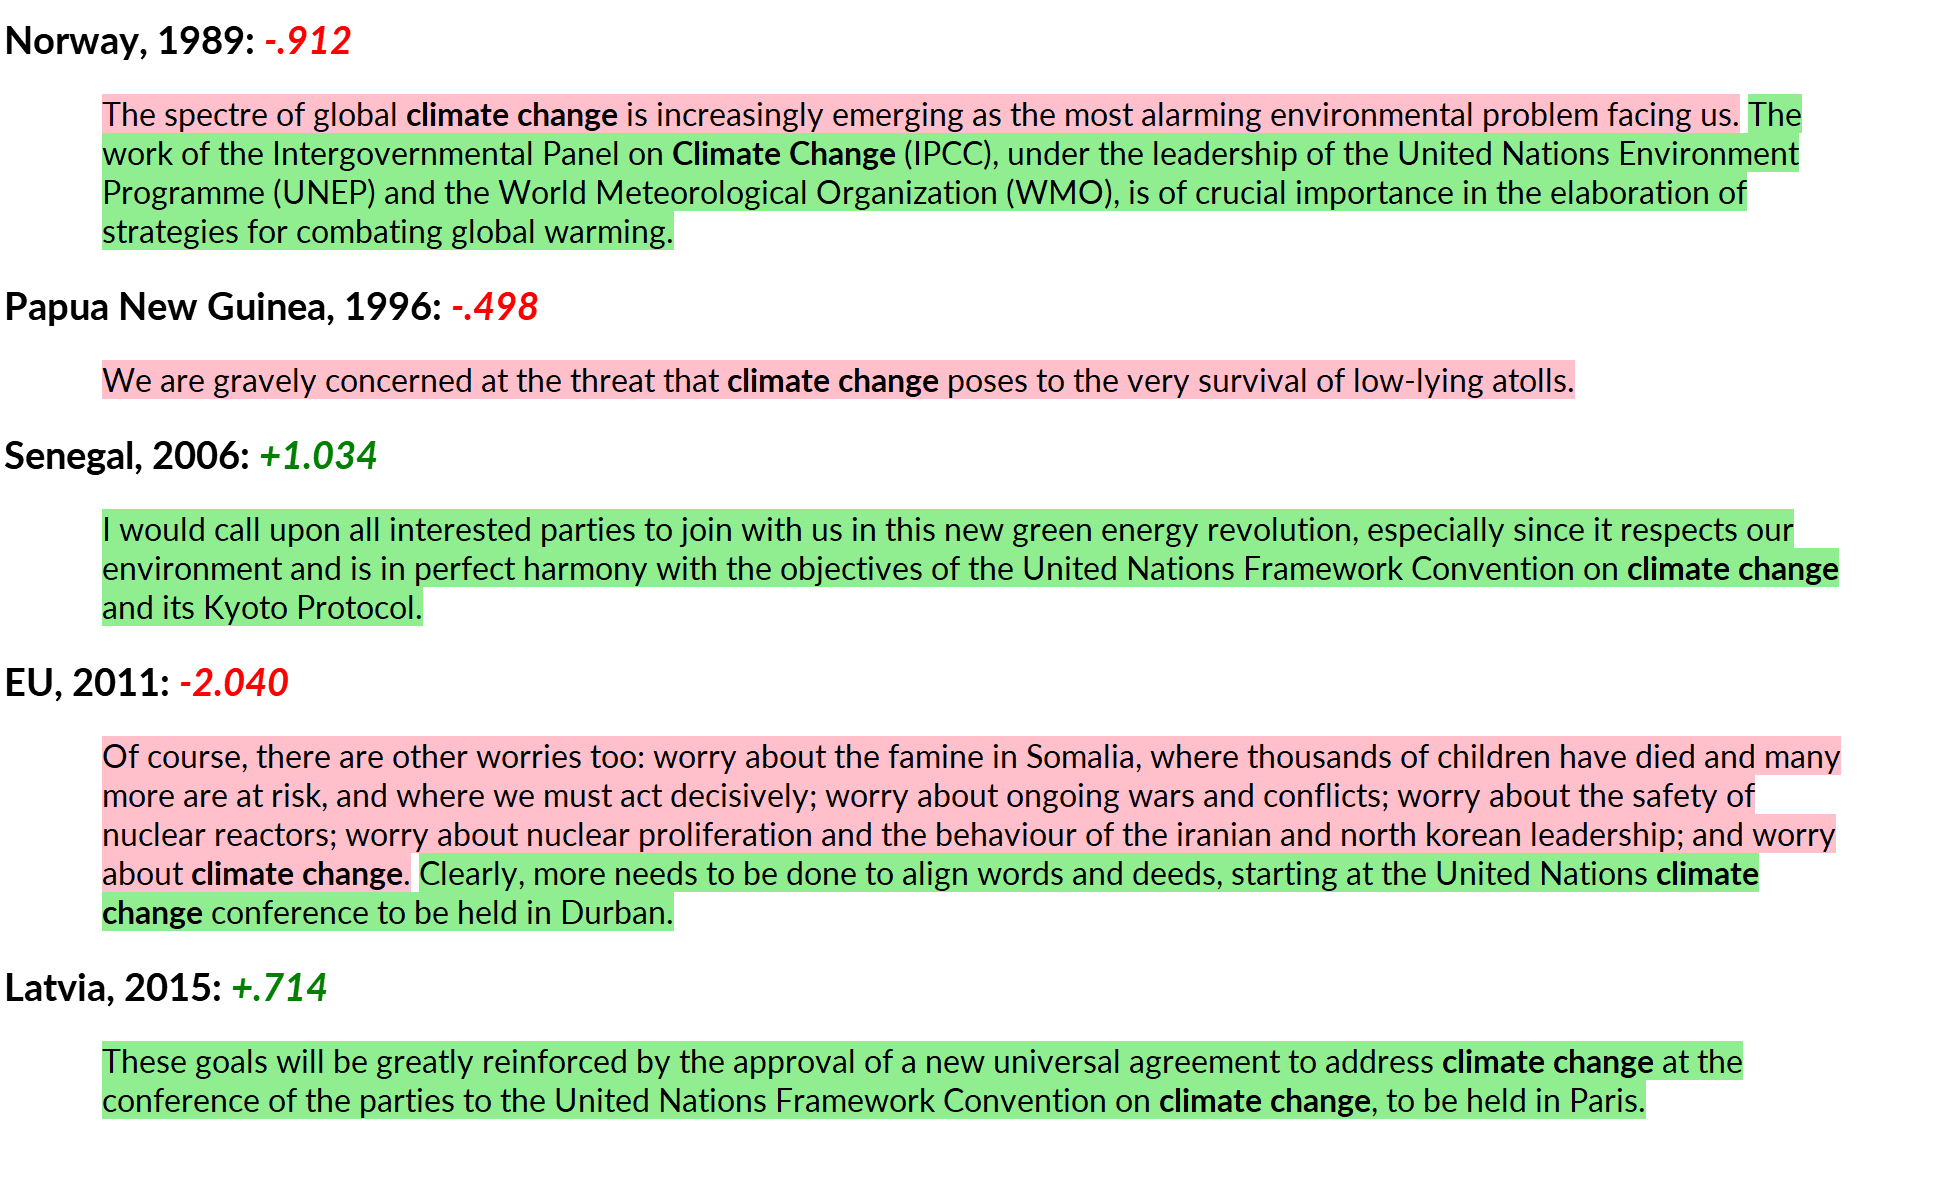 Norway, 1989: -.912
The spectre of global climate change is increasingly emerging as the most alarming environmental problem facing us. The
work of the Intergovernmental Panel on Climate Change (IPCC), under the leadership of the United Nations Environment
Programme (UNEP) and the World Meteorological Organization (WMO), is of crucial importance in the elaboration of
strategies for combating global warming.
Papua New Guinea, 1996: -.498
We are gravely concerned at the threat that climate change poses to the very survival of low-lying atolls.
Senegal, 2006: +1.034
I would call upon all interested parties to join with us in this new green energy revolution, especially since it respects our
environment and is in perfect harmony with the objectives of the United Nations Framework Convention on climate change
and its Kyoto Protocol.
EU, 2011: -2.040
Of course, there are other worries too: worry about the famine in Somalia, where thousands of children have died and many
more are at risk, and where we must act decisively; worry about ongoing wars and conflicts; worry about the safety of
nuclear reactors; worry about nuclear proliferation and the behaviour of the iranian and north korean leadership; and worry
about climate change. Clearly, more needs to be done to align words and deeds, starting at the United Nations climate
change conference to be held in Durban.
Latvia, 2015: +.714
These goals will be greatly reinforced by the approval of a new universal agreement to address climate change at the
conference of the parties to the United Nations Framework Convention on climate change, to be held in Paris.